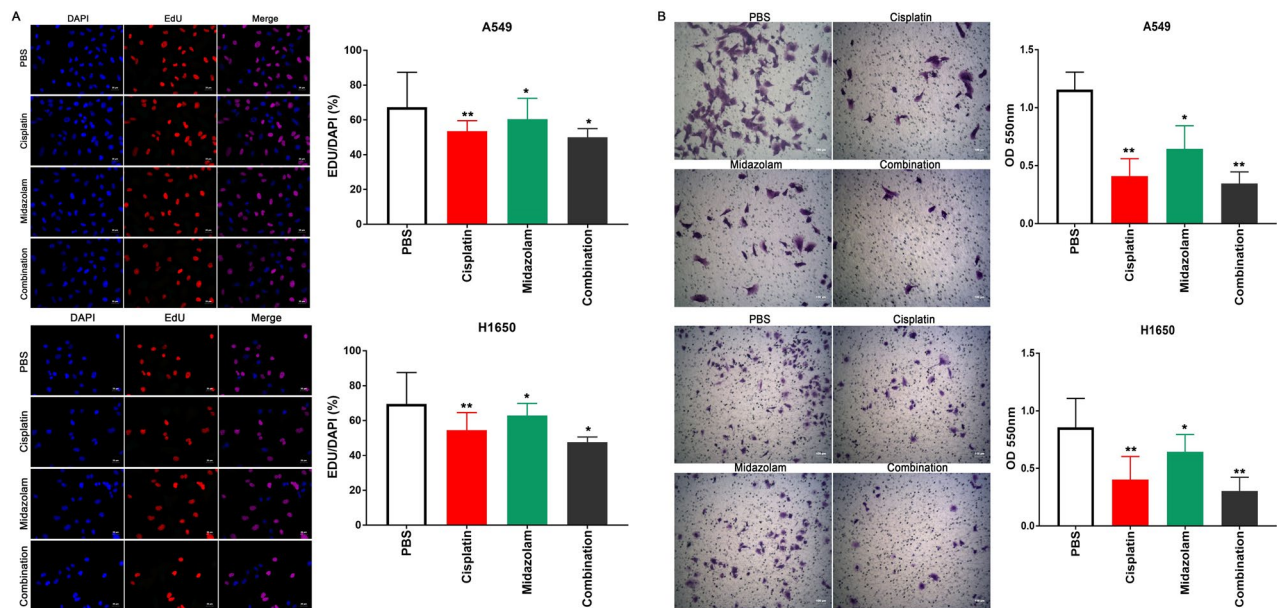 A
DAPI EdU Merge
PBS
Cisplatin
Midazolam
Combination
A549
EDU/DAPI (%)
100
80
60
40
20
0
** * *
PBS
Cisplatin
Midazolam
Combination
DAPI EdU Merge
PBS
Cisplatin
Midazolam
Combination
H1650
EDU/DAPI (%)
100
80
60
40
20
0
** * *
PBS
Cisplatin
Midazolam
Combination
B
PBS Cisplatin
Midazolam Combination
A549
OD 550nm
1.5
1.0
0.5
0.0
** * **
PBS
Cisplatin
Midazolam
Combination
PBS Cisplatin
Midazolam Combination
H1650
OD 550nm
1.5
1.0
0.5
0.0
** * **
PBS
Cisplatin
Midazolam
Combination